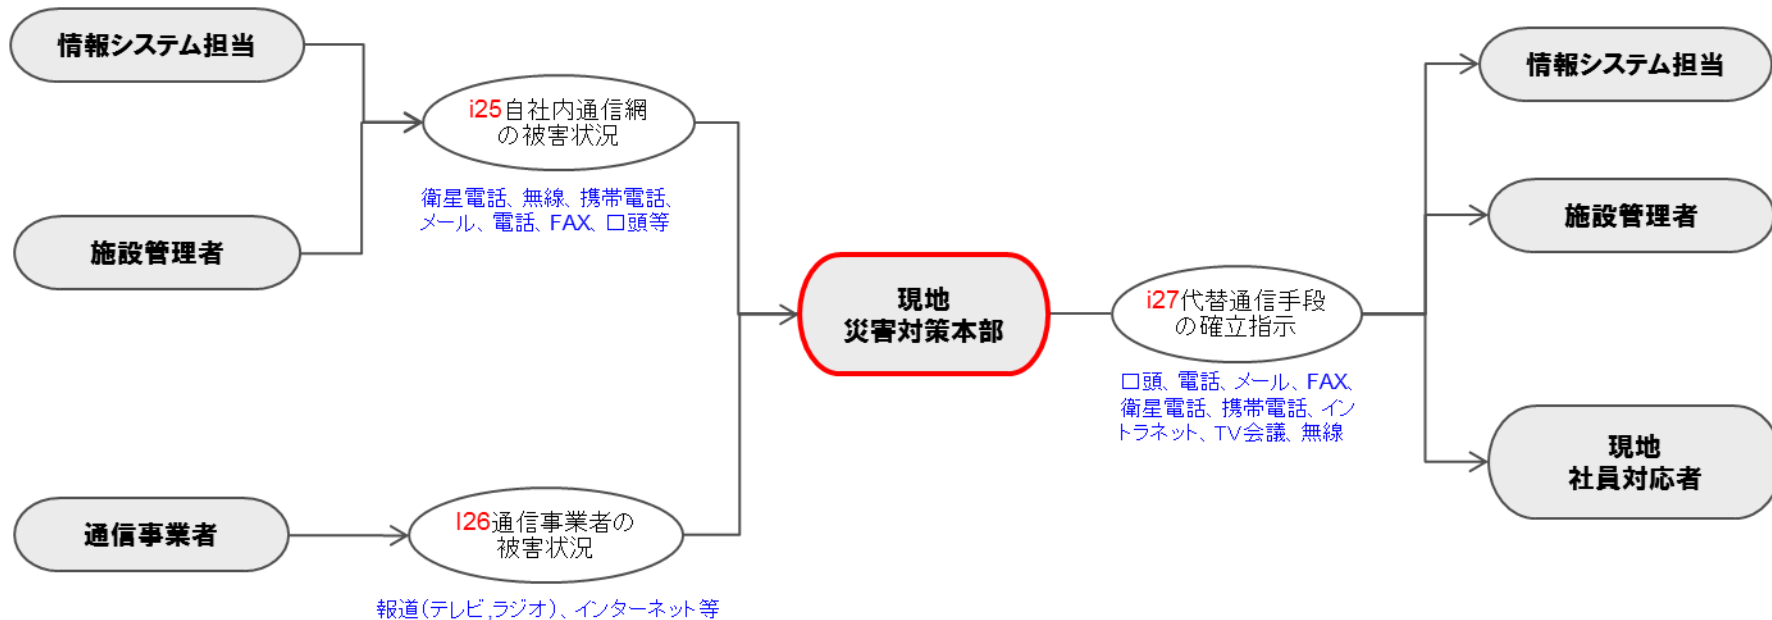 情報システム担当
i25自社内通信網
の被害状況
衛星電話、無線、携帯電話、
メール、電話、FAX、口頭等
施設管理者
通信事業者
I26通信事業者の
被害状況
報道(テレビ,ラジオ)、インターネット等
現地
災害対策本部
i27代替通信手段
の確立指示
口頭、電話、メール、FAX、
衛星電話、携帯電話、イン
トラネット、TV会議、無線
情報システム担当
施設管理者
現地
社員対応者